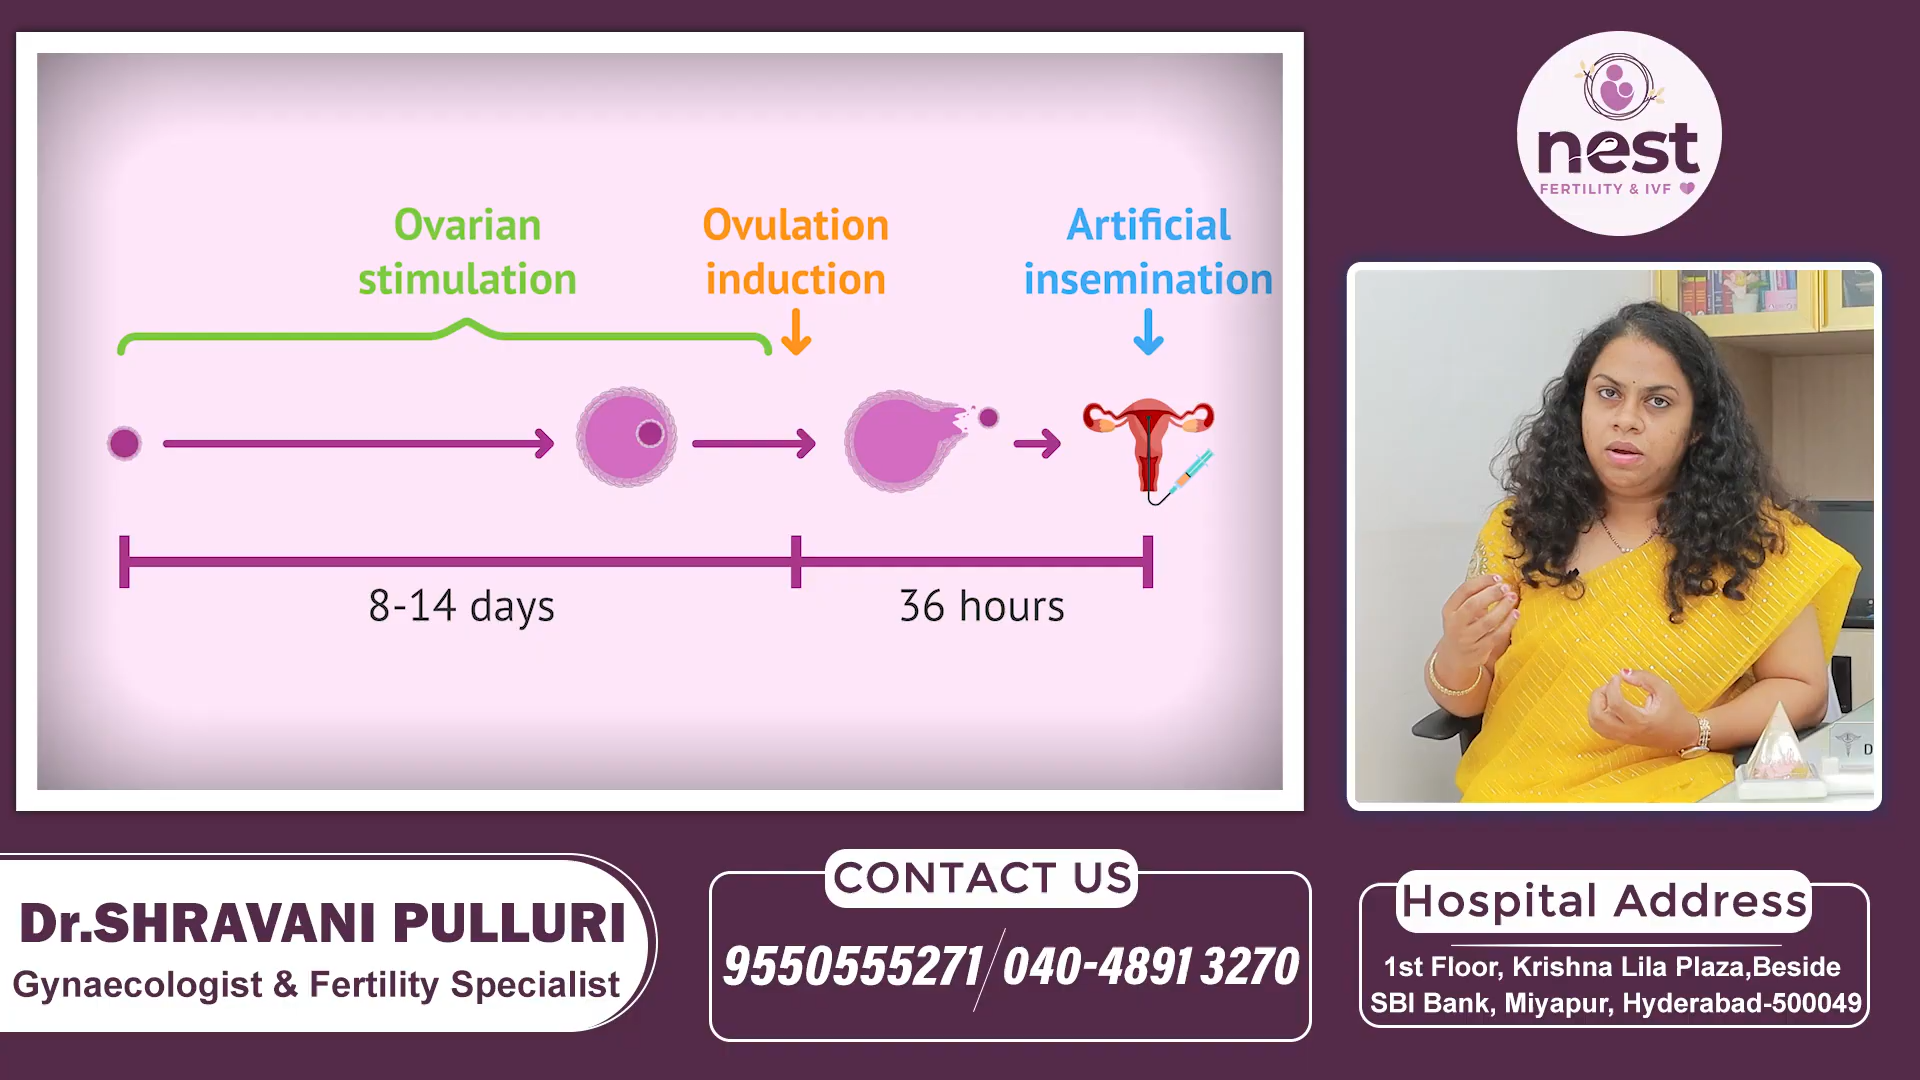 Ovarian
stimulation
Ovulation
induction
Artificial
insemination
8-14 days
36 hours
nest
FERTILITY & IVF
D
Dr.SHRAVANI PULLURI
Gynaecologist & Fertility Specialist
CONTACT US
9550555271/040-4891 3270
Hospital Address
1st Floor, Krishna Lila Plaza,Beside
SBI Bank, Miyapur, Hyderabad-500049